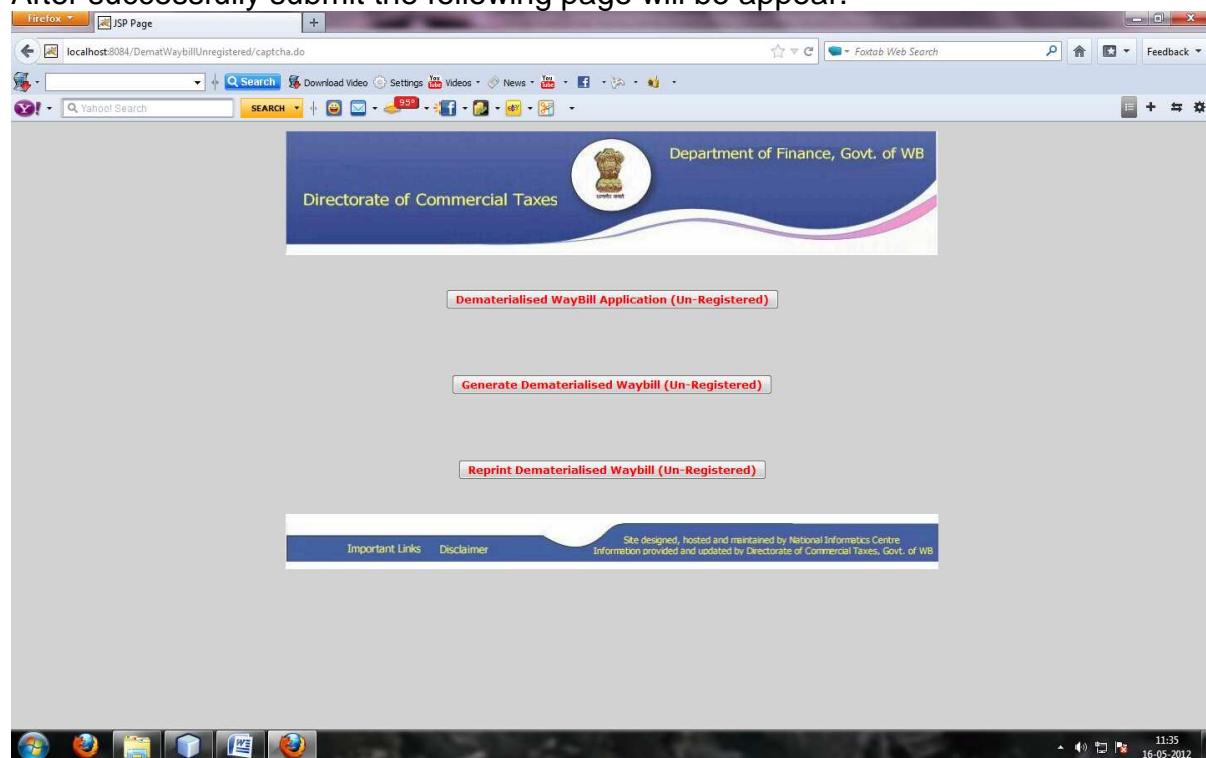 After successfully submit the following page will be appear.
Firefox
JSP Page
localhost:8084/DematWaybillUnregistered/captcha.do
Foxtab Web Search
Feedback
Search Download Video Settings Videos News
Yahoo! Search SEARCH 95°
Department of Finance, Govt. of WB
Directorate of Commercial Taxes
सत्यमेव जयते
Dematerialised WayBill Application (Un-Registered)
Generate Dematerialised Waybill (Un-Registered)
Reprint Dematerialised Waybill (Un-Registered)
Important Links Disclaimer
Site designed, hosted and maintained by National Informatics Centre
Information provided and updated by Directorate of Commercial Taxes, Govt. of WB
11:35
16-05-2012